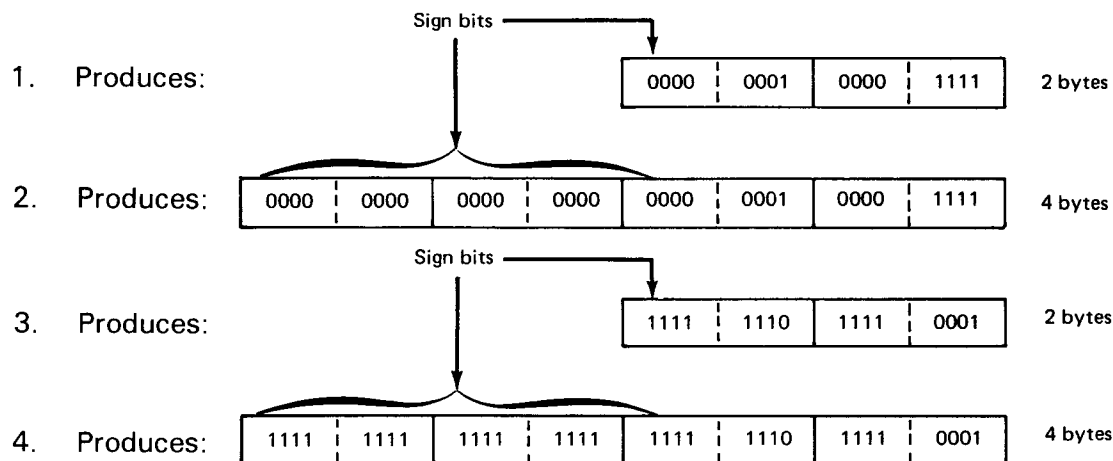 Sign bits
1. Produces: 0000 0001 0000 1111 2 bytes
2. Produces: 0000 0000 0000 0000 0000 0001 0000 1111 4 bytes
Sign bits
3. Produces: 1111 1110 1111 0001 2 bytes
4. Produces: 1111 1111 1111 1111 1111 1110 1111 0001 4 bytes